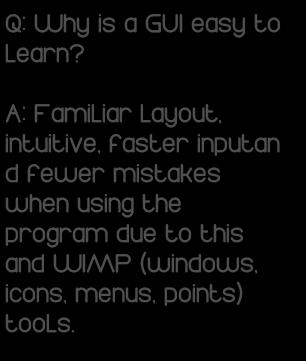 Q: Why is a GUI easy to
Learn?
A: Familiar Layout,
intuitive, faster inputan
d fewer mistakes
when using the
program due to this
and WIMP (windows,
icons, menus, points)
tools.